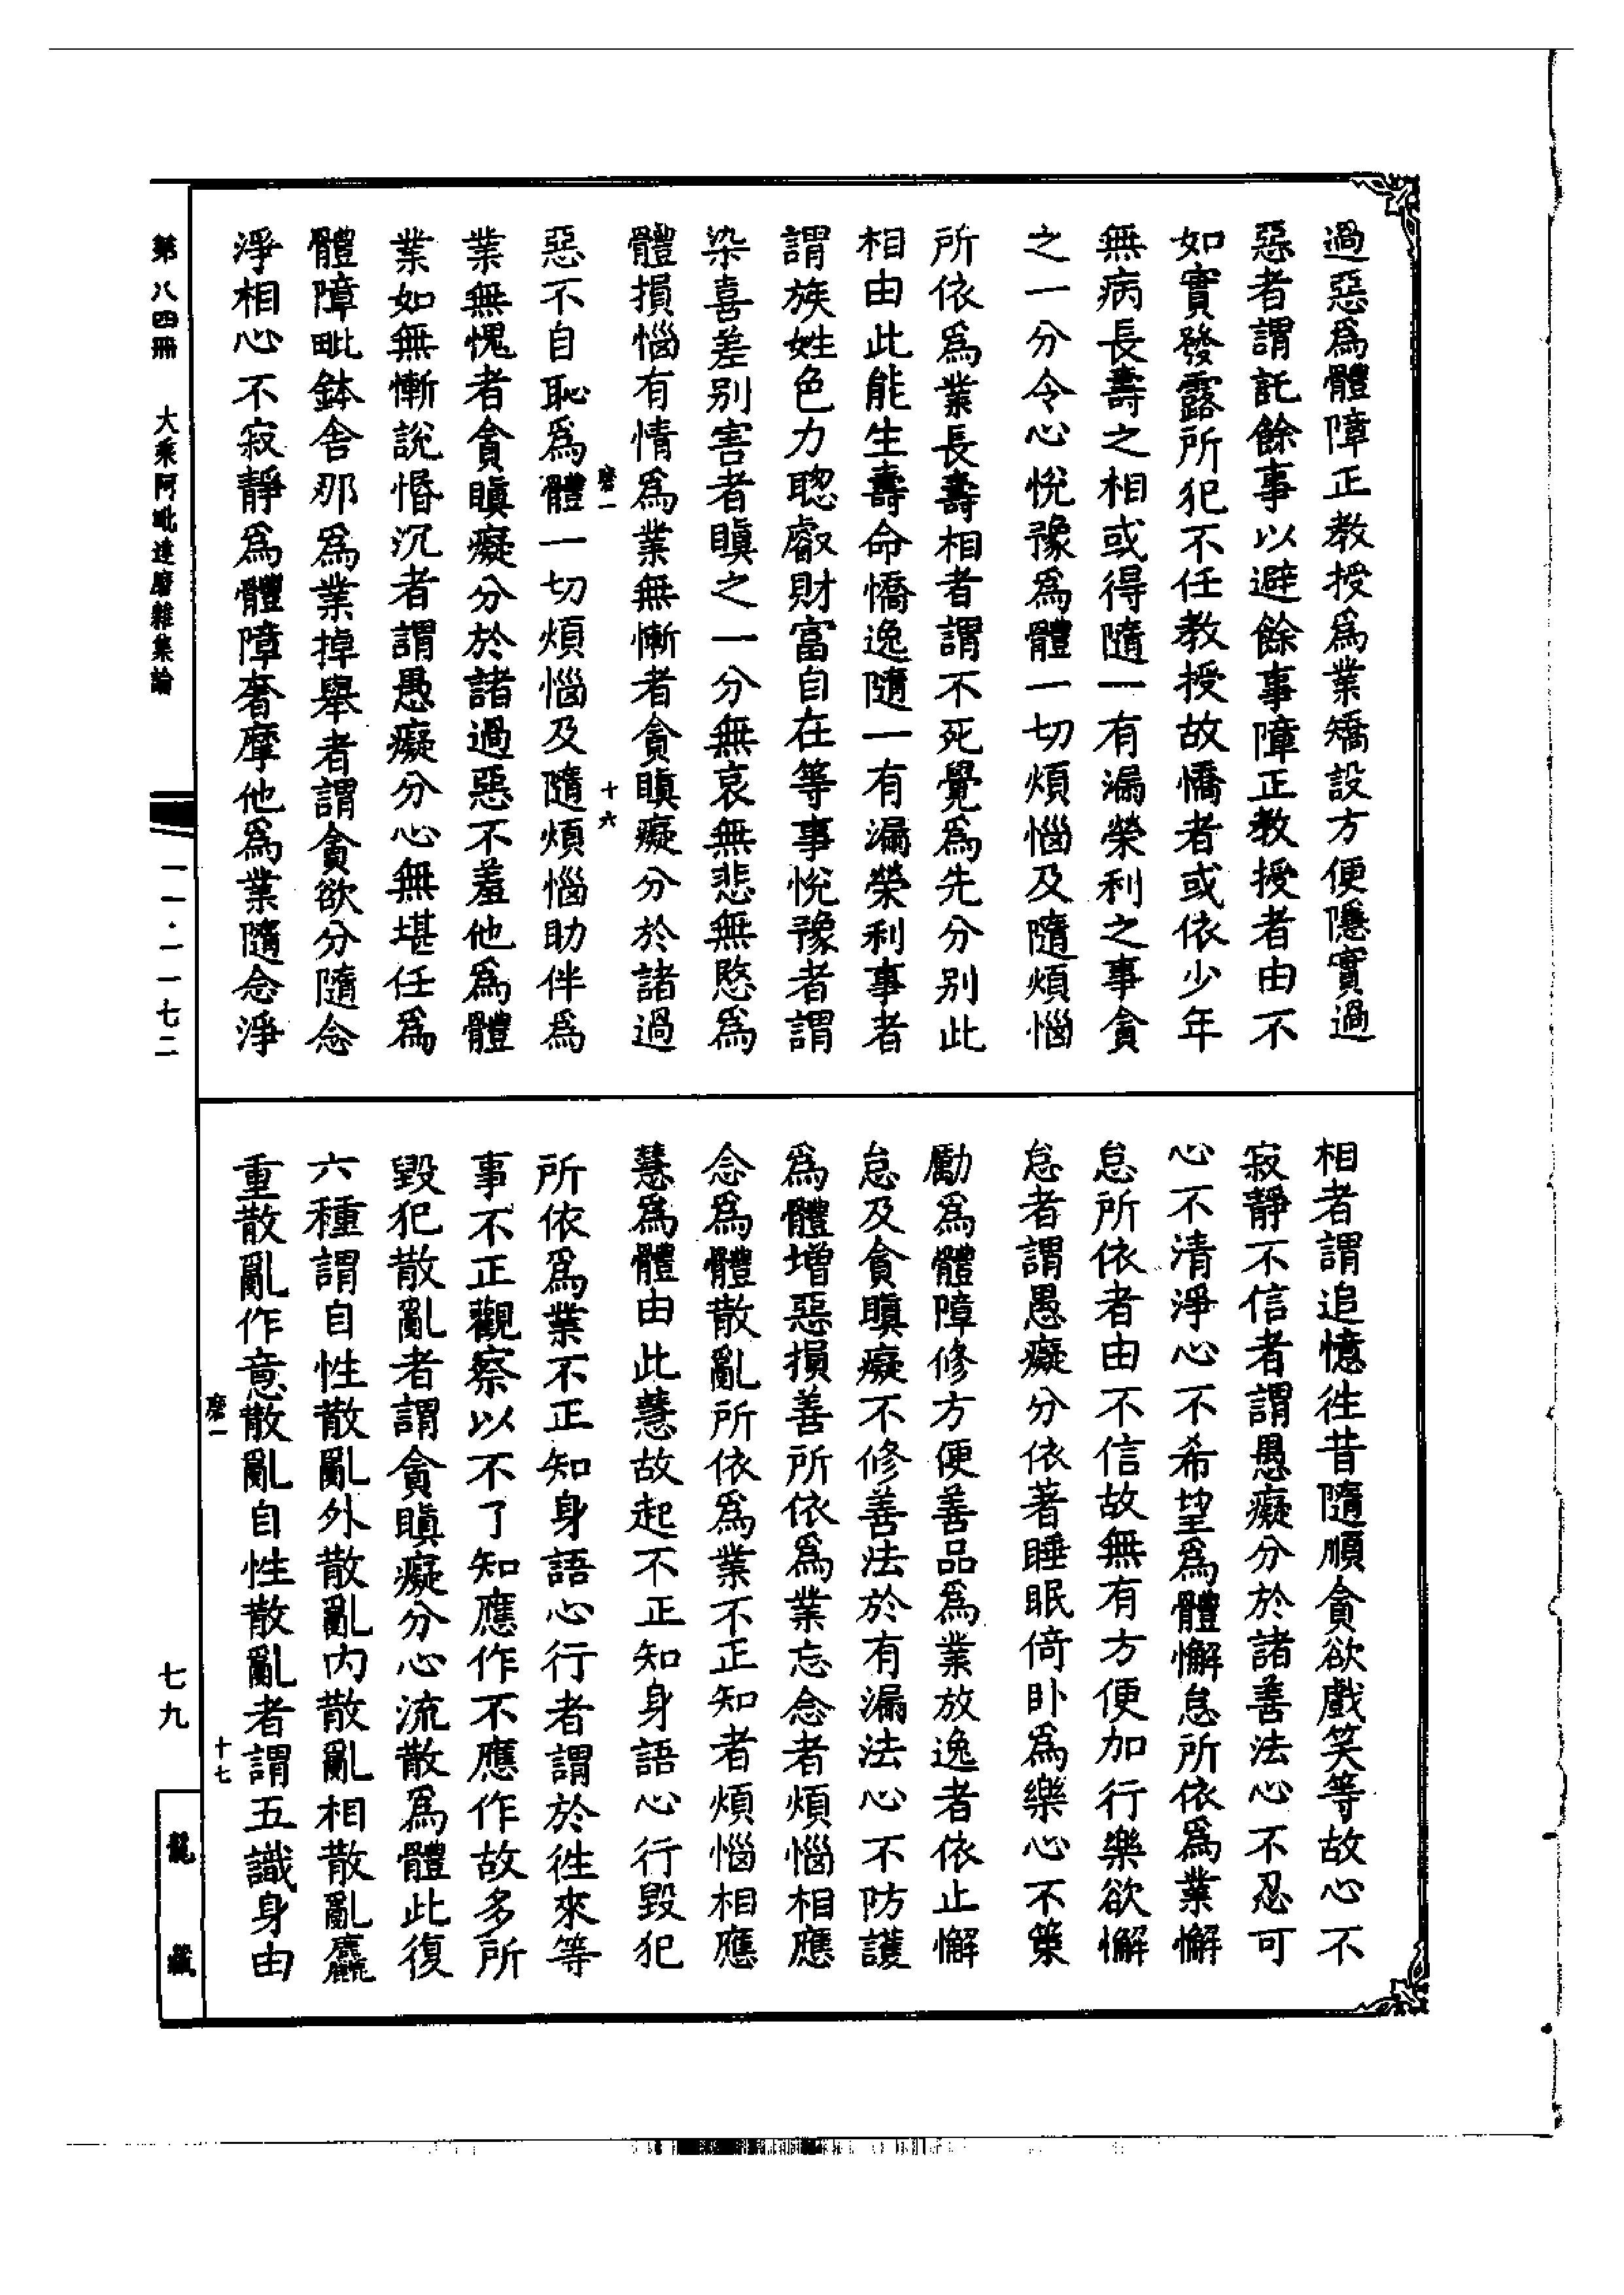 過惡爲體障正教授爲業矯設方便隱實過
惡者謂託餘事以避餘事障正教授者由不
如實發露所犯不任教授故憍者或依少年
無病長壽之相或得隨一有漏榮利之事貪
之一分令心悅豫爲體一切煩惱及隨煩惱
所依爲業長壽相者謂不死覺爲先分別此
相由此能生壽命憍逸隨一有漏榮利事者
謂族姓色力聰叡財富自在等事悅豫者謂
染喜差别害者瞋之一分無哀無悲無愍爲
體損惱有情爲業無慚者貪瞋癡分於諸過
磨一 十六
惡不自恥爲體一切煩惱及隨煩惱助伴爲
業無愧者貪瞋癡分於諸過惡不羞他爲體
業如無慚說惛沉者謂愚癡分心無堪任爲
體障毗鉢舍那爲業掉舉者謂貪欲分隨念
淨相心不寂靜爲體障奢摩他爲業隨念淨
相者謂追憶徃昔隨順貪欲戲笑等故心不
寂靜不信者謂愚癡分於諸善法心不忍可
心不清淨心不希望爲體懈怠所依爲業懈
怠所依者由不信故無有方便加行樂欲懈
怠者謂愚癡分依著睡眠倚卧爲樂心不策
勵爲體障修方便善品爲業放逸者依止懈
怠及貪瞋癡不修善法於有漏法心不防護
爲體增惡損善所依爲業忘念者煩惱相應
念爲體散亂所依爲業不正知者煩惱相應
慧爲體由此慧故起不正知身語心行毀犯
所依爲業不正知身語心行者謂於徃來等
事不正觀察以不了知應作不應作故多所
毀犯散亂者謂貪瞋癡分心流散爲體此復
六種謂自性散亂外散亂内散亂相散亂麤
重散亂作意散亂自性散亂者謂五識身由
磨一 十七
第八四冊 大乘阿毗達磨雜集論 一一·一一七二
七九
龍藏